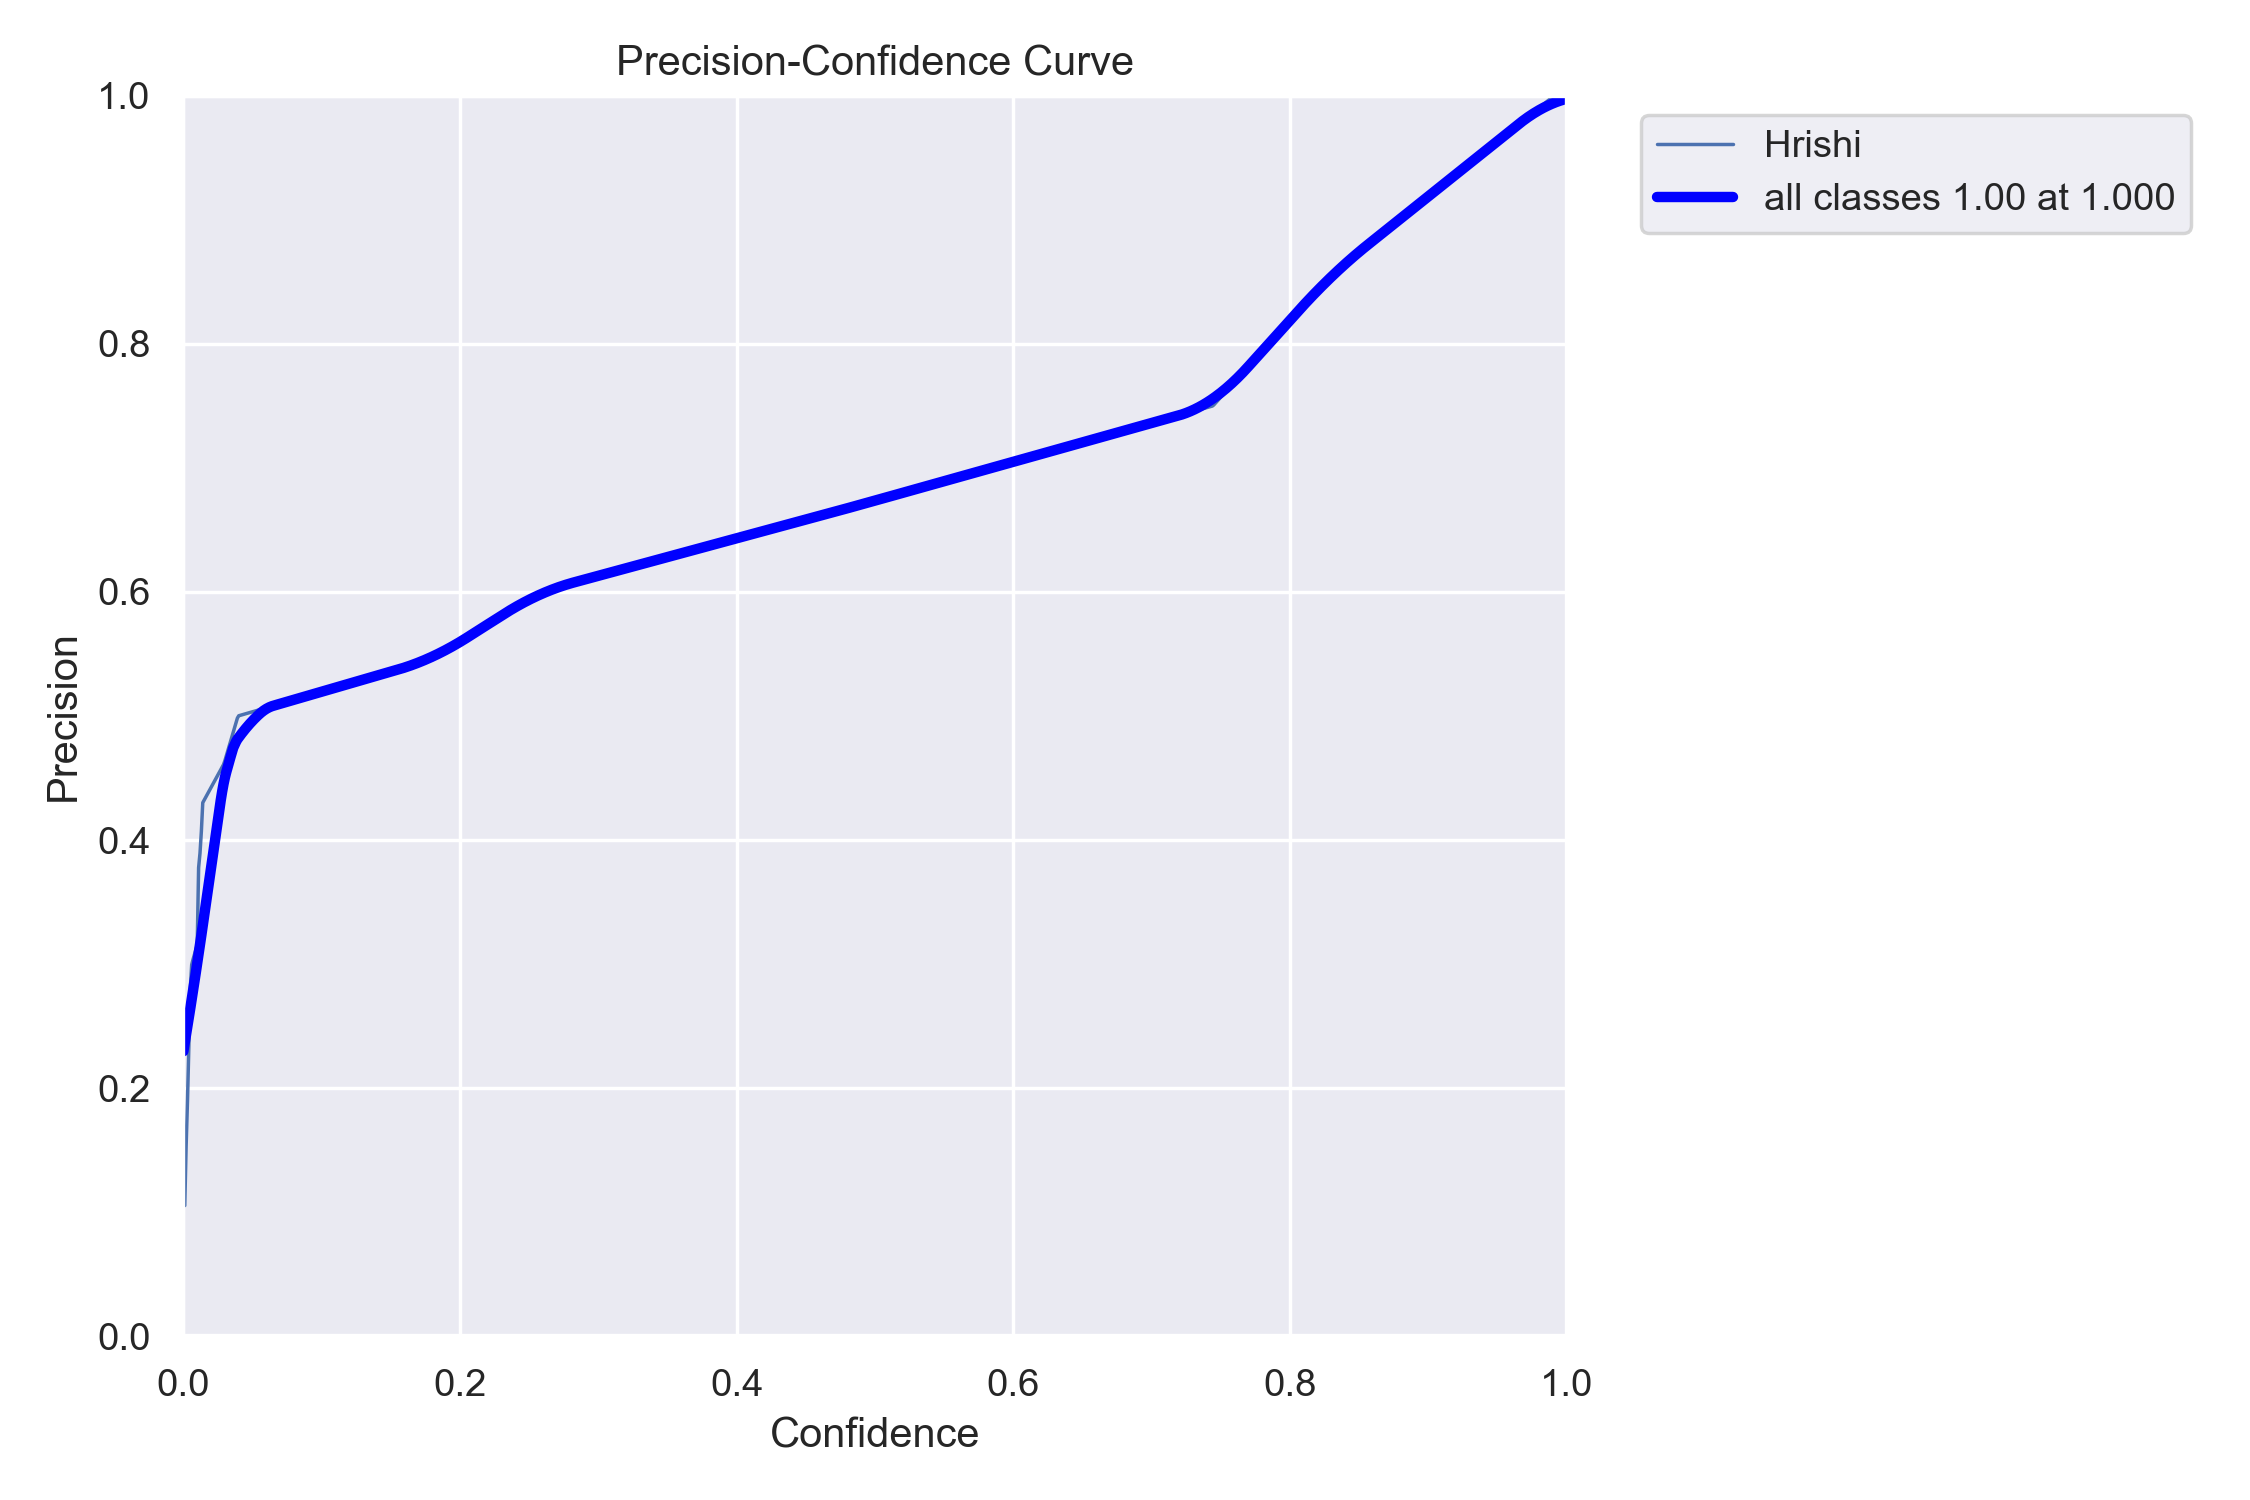 Precision-Confidence Curve
1.0
0.8
0.6
0.4
0.2
0.0
Precision
0.0 0.2 0.4 0.6 0.8 1.0
Confidence
Hrishi
all classes 1.00 at 1.000